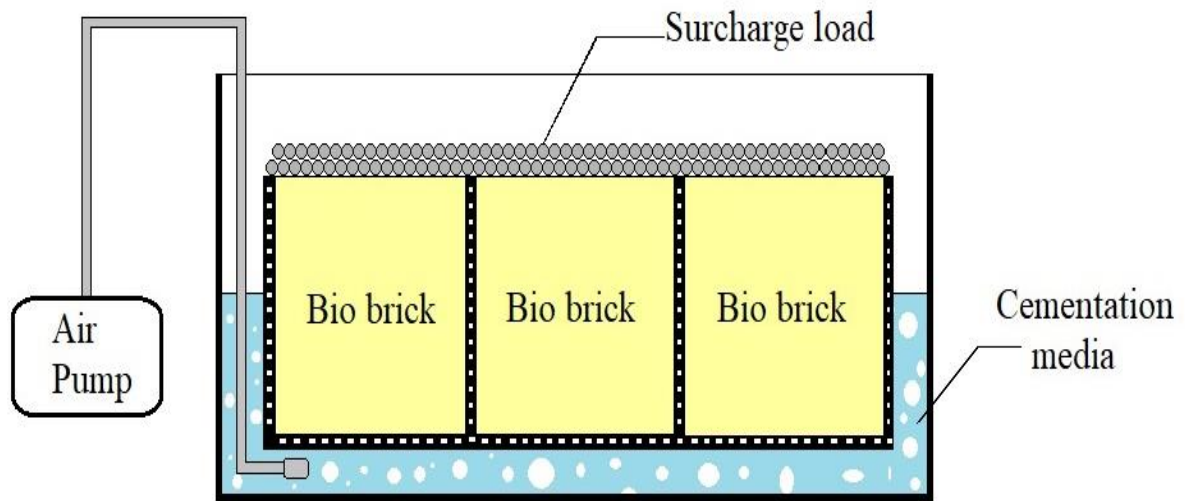 Surcharge load
Bio brick
Bio brick
Bio brick
Air
Pump
Cementation
media